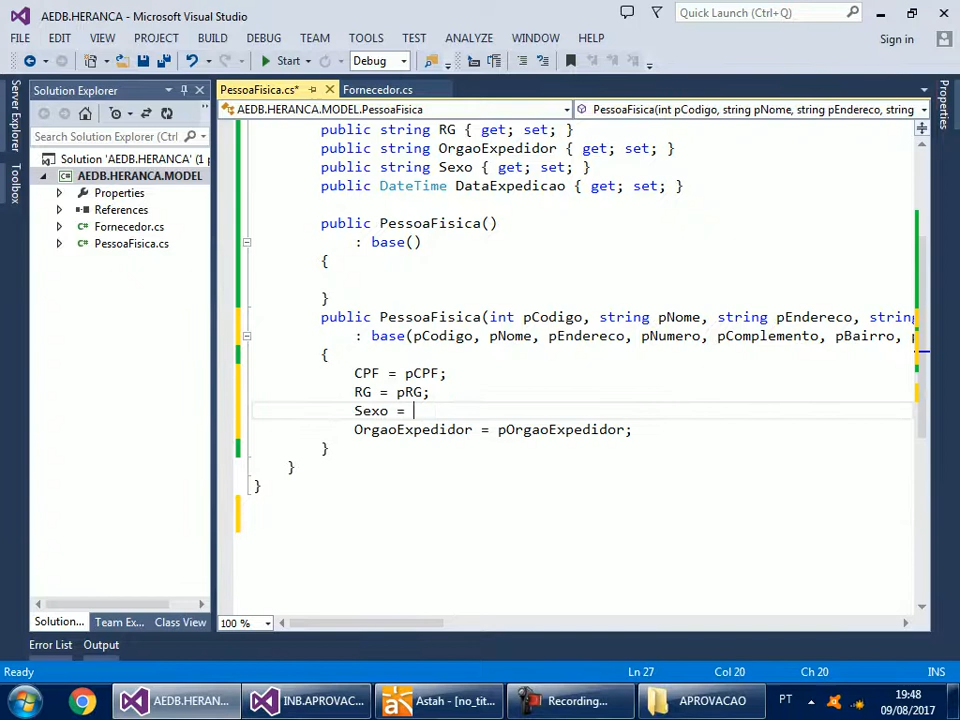 AEDB.HERANCA - Microsoft Visual Studio
Quick Launch (Ctrl+Q)
FILE EDIT VIEW PROJECT BUILD DEBUG TEAM TOOLS TEST ANALYZE WINDOW HELP
Sign in
Start Debug
Server Explorer
Toolbox
Solution Explorer
Search Solution Explorer (Ctrl
Solution 'AEDB.HERANCA' (1 p
AEDB.HERANCA.MODEL
Properties
References
Fornecedor.cs
PessoaFisica.cs
Solution... Team Ex... Class View
PessoaFisica.cs* Fornecedor.cs
AEDB.HERANCA.MODEL.PessoaFisica PessoaFisica(int pCodigo, string pNome, string pEndereco, string
public string RG { get; set; }
public string OrgaoExpedidor { get; set; }
public string Sexo { get; set; }
public DateTime DataExpedicao { get; set; }
public PessoaFisica()
: base()
{
}
public PessoaFisica(int pCodigo, string pNome, string pEndereco, string
: base(pCodigo, pNome, pEndereco, pNumero, pComplemento, pBairro, p
{
CPF = pCPF;
RG = pRG;
Sexo =
OrgaoExpedidor = pOrgaoExpedidor;
}
}
}
100 %
Properties
Error List Output
Ready Ln 27 Col 20 Ch 20 INS
AEDB.HERAN... INB.APROVAC... Astah - [no_tit... Recording... APROVACAO PT 19:48
09/08/2017